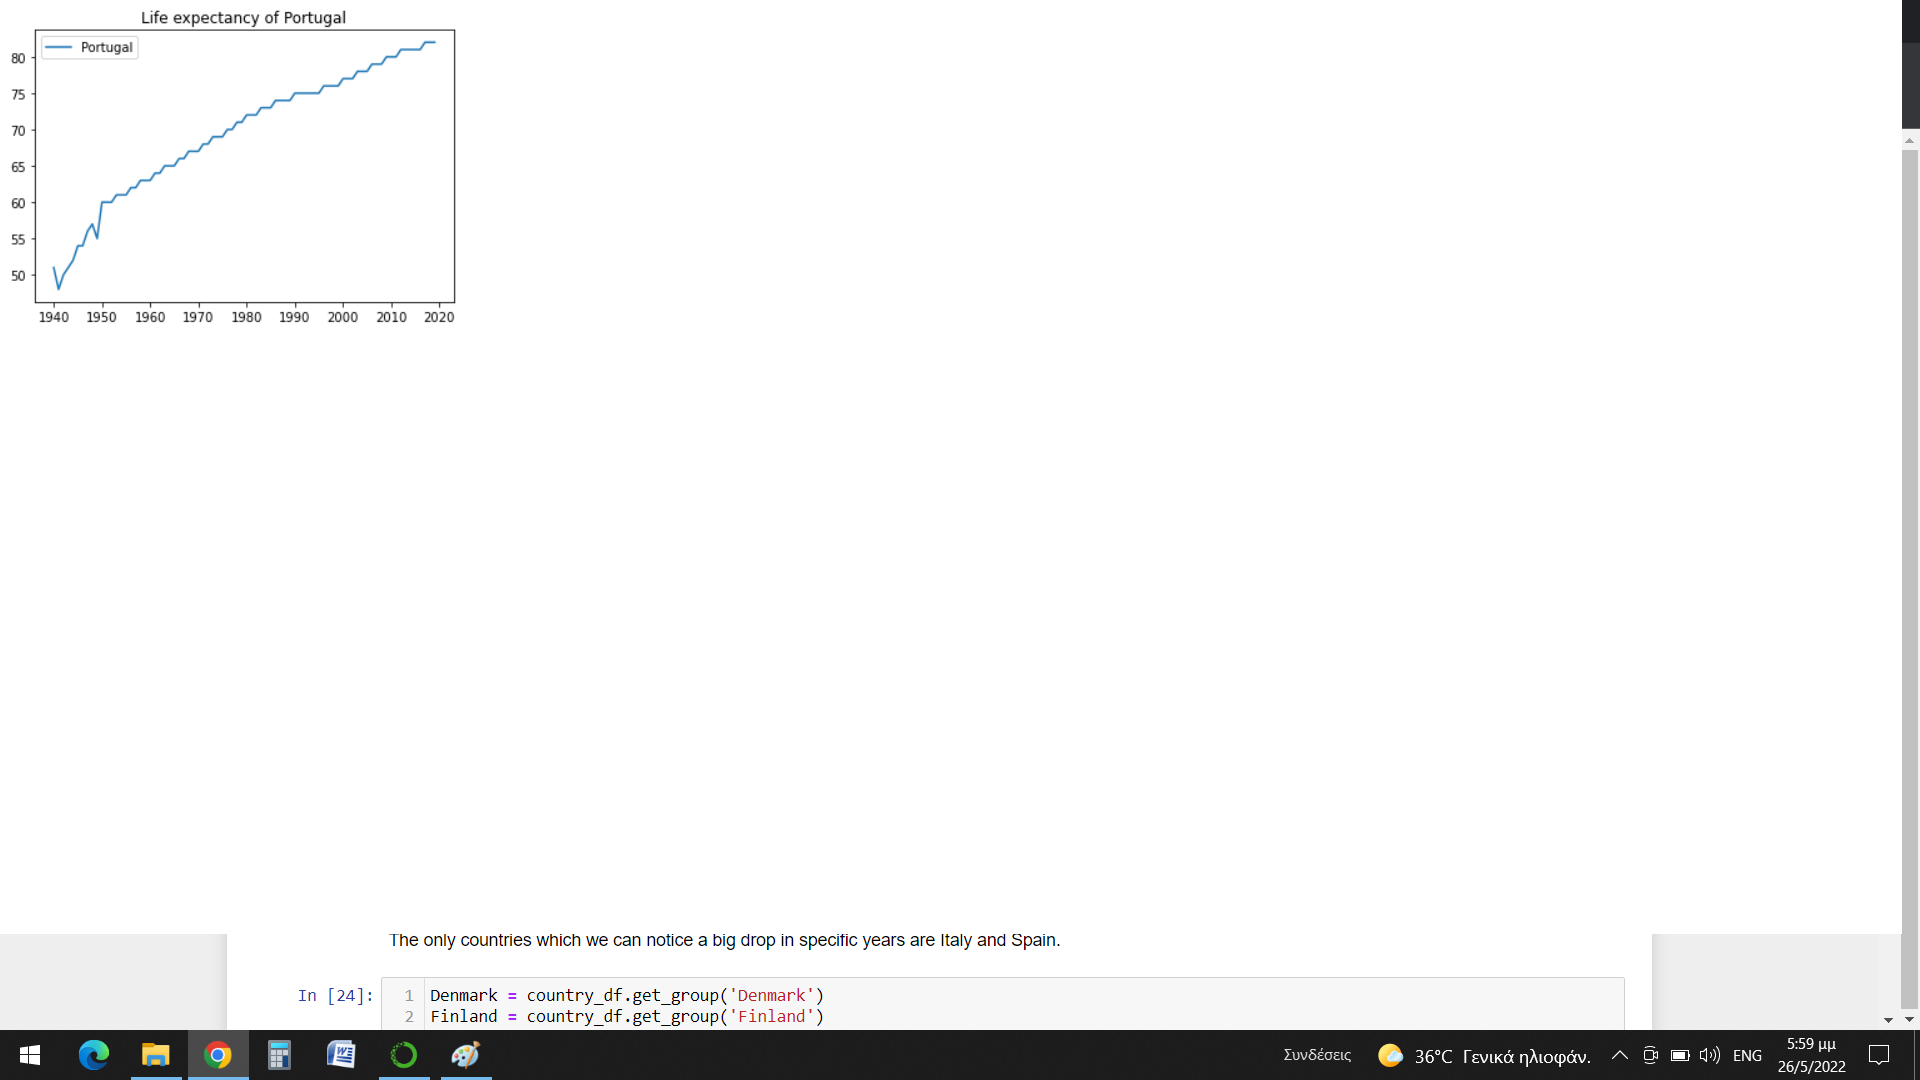 Life expectancy of Portugal
Portugal
80
75
70
65
60
55
50
1940 1950 1960 1970 1980 1990 2000 2010 2020
The only countries which we can notice a big drop in specific years are Italy and Spain.
In [24]:
1 Denmark = country_df.get_group('Denmark')
2 Finland = country_df.get_group('Finland')
Συνδέσεις
36°C Γενικά ηλιοφάν.
ENG
5:59 μμ
26/5/2022